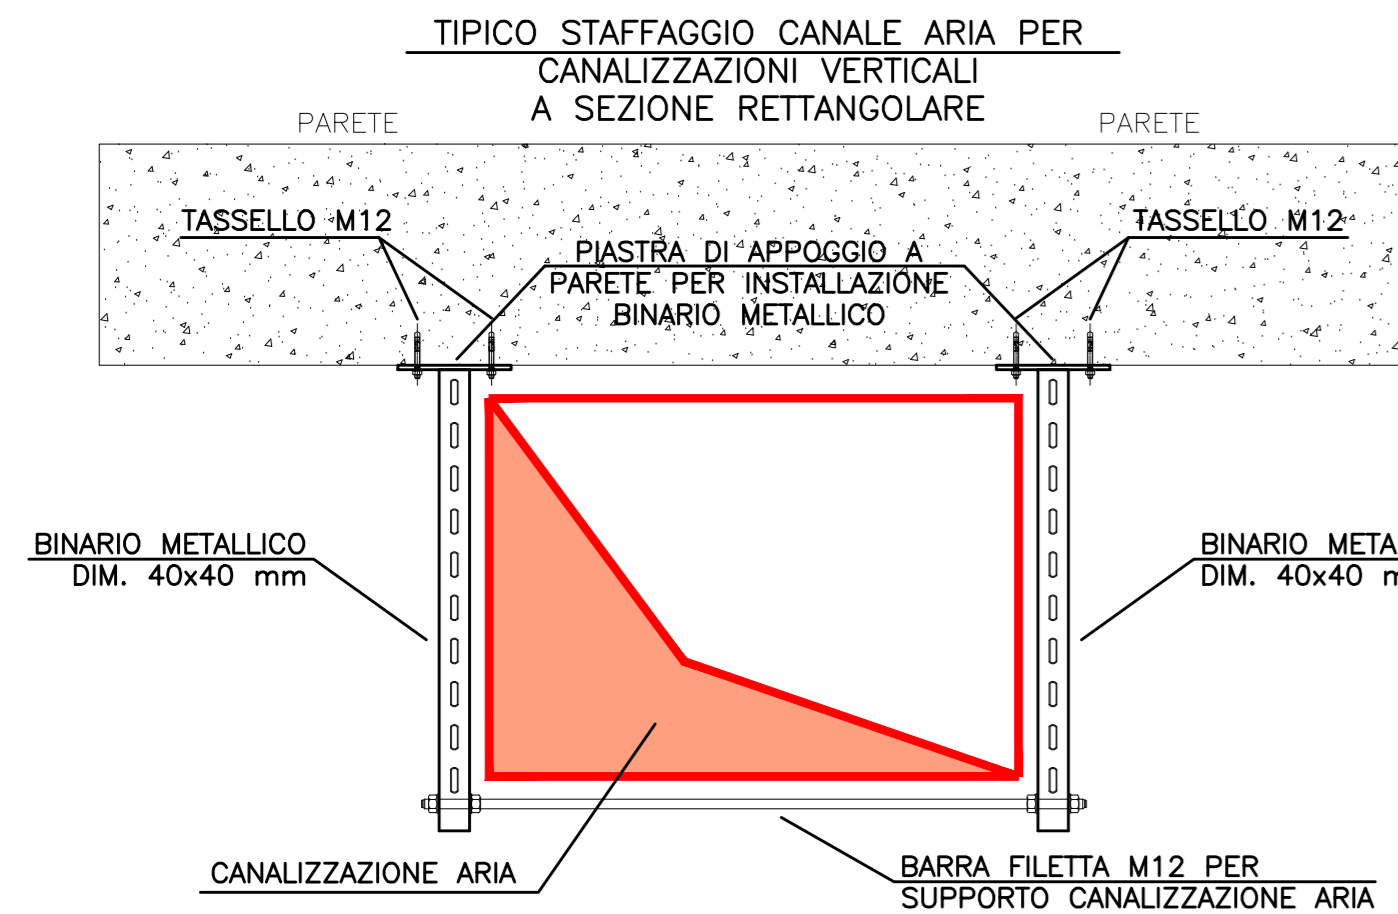 TIPICO STAFFAGGIO CANALE ARIA PER
CANALIZZAZIONI VERTICALI
A SEZIONE RETTANGOLARE
PARETE
PARETE
TASSELLO M12
TASSELLO M12
PIASTRA DI APPOGGIO A
PARETE PER INSTALLAZIONE
BINARIO METALLICO
BINARIO METALLICO
DIM. 40x40 mm
BINARIO META
DIM. 40x40 m
CANALIZZAZIONE ARIA
BARRA FILETTA M12 PER
SUPPORTO CANALIZZAZIONE ARIA